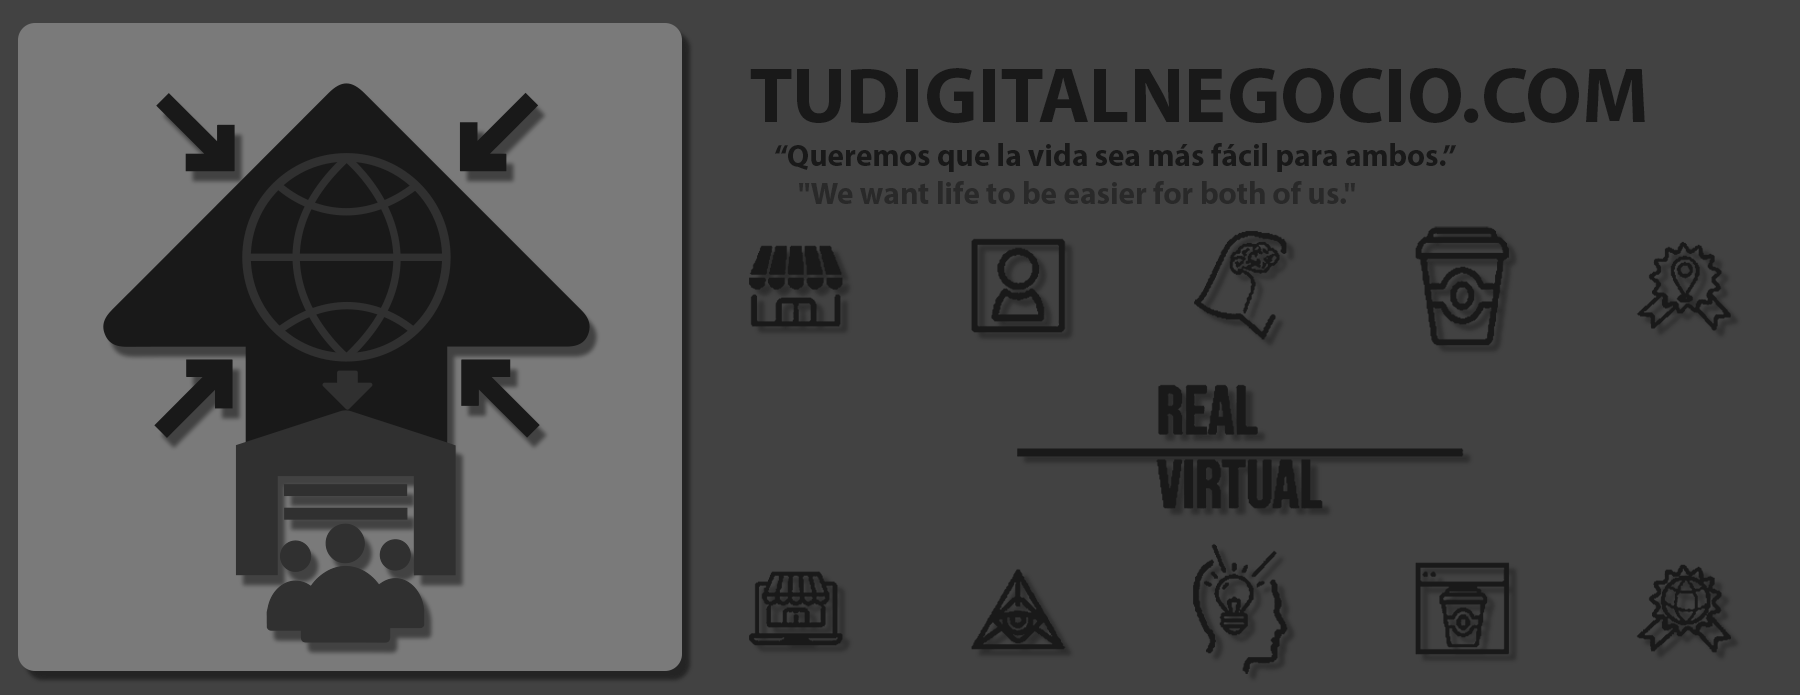 TUDIGITALNEGOCIO.COM
“Queremos que la vida sea más fácil para ambos.”
"We want life to be easier for both of us."
REAL
VIRTUAL